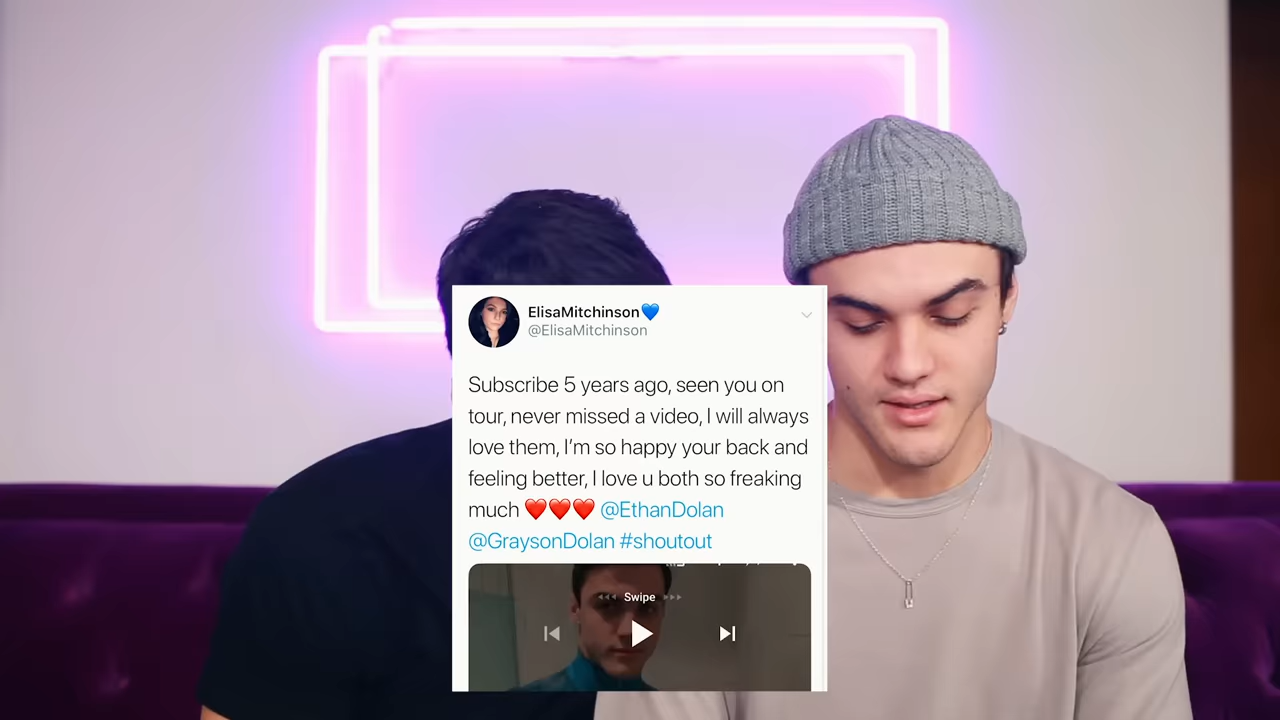 ElisaMitchinson💙
@ElisaMitchinson
Subscribe 5 years ago, seen you on
tour, never missed a video, I will always
love them, I'm so happy your back and
feeling better, I love u both so freaking
much ❤️❤️❤️ @EthanDolan
@GraysonDolan #shoutout
Swipe